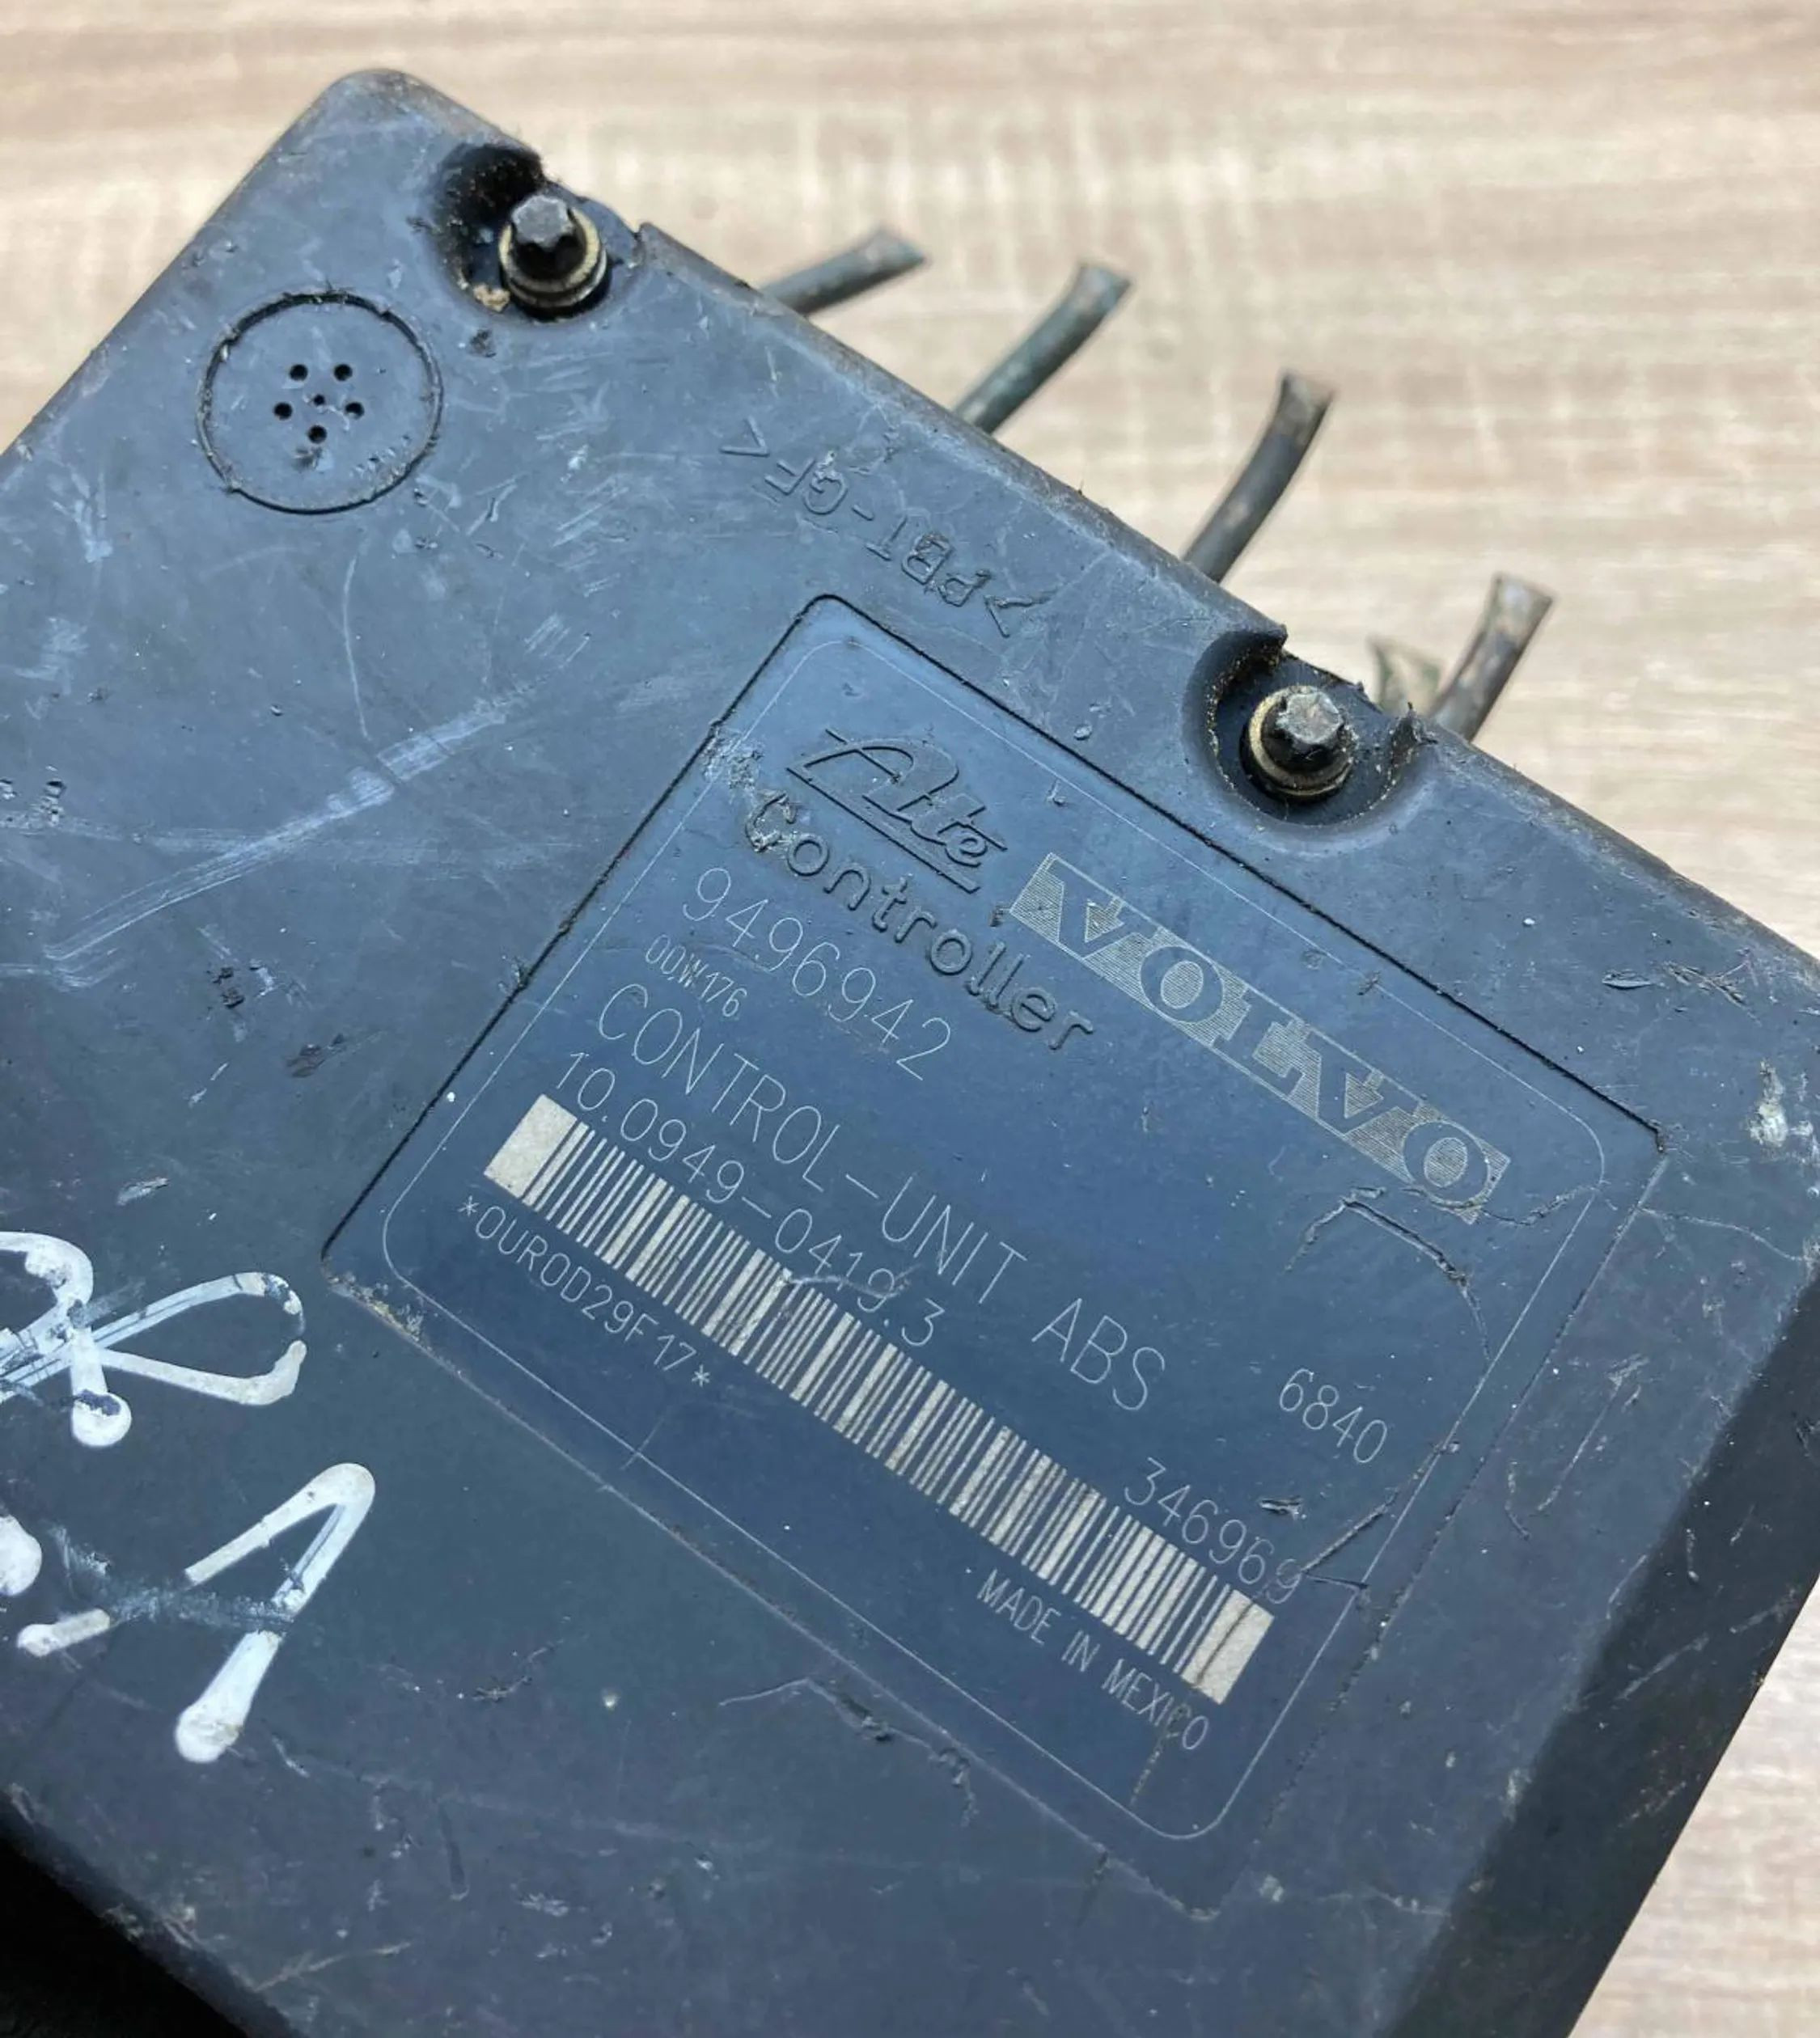 >PBT-GF<
Ate
Controller
VOLVO
9496942
00W176
CONTROL-UNIT ABS 6840
10.0949-0419.3 346969
*0UR0D29F17*
MADE IN MEXICO